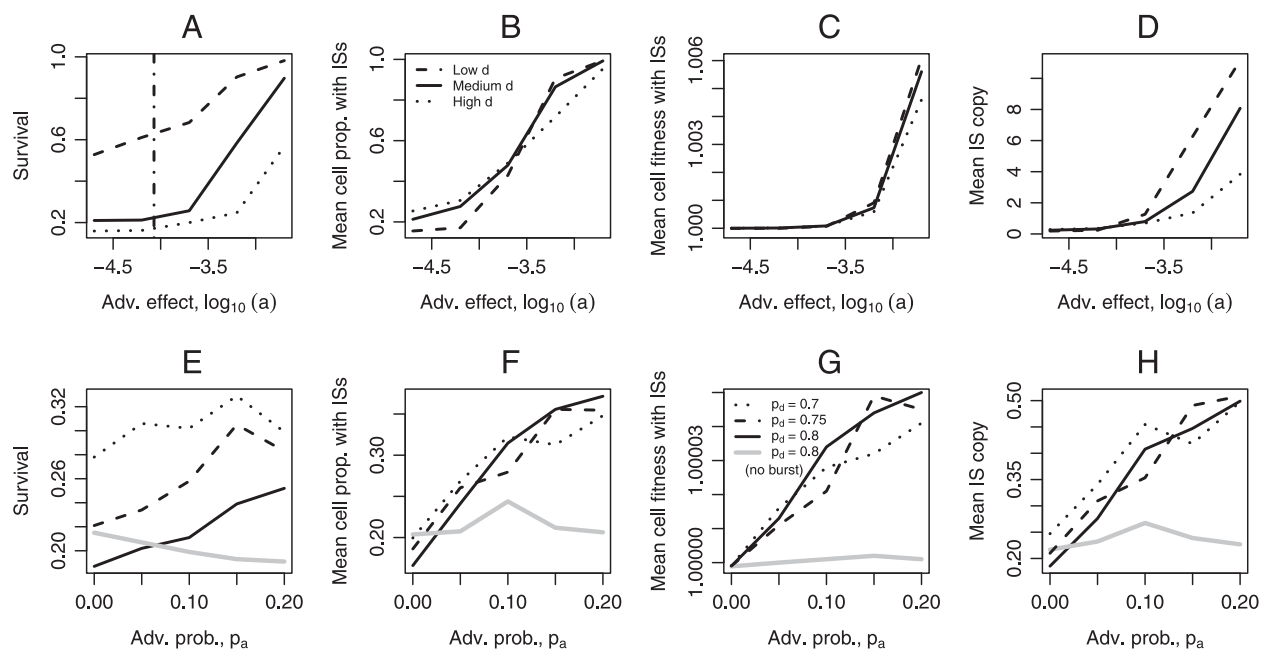 A
B
C
D
Survival
0.2
0.6
1.0
−4.5
−3.5
Adv. effect, log10 (a)
Mean cell prop. with ISs
0.2
0.6
1.0
Low d
Medium d
High d
−4.5
−3.5
Adv. effect, log10 (a)
Mean cell fitness with ISs
1.000
1.003
1.006
−4.5
−3.5
Adv. effect, log10 (a)
Mean IS copy
0
2
4
6
8
−4.5
−3.5
Adv. effect, log10 (a)
E
F
G
H
Survival
0.20
0.26
0.32
0.00
0.10
0.20
Adv. prob., pa
Mean cell prop. with ISs
0.20
0.30
0.00
0.10
0.20
Adv. prob., pa
Mean cell fitness with ISs
1.00000
1.00003
pd = 0.7
pd = 0.75
pd = 0.8
pd = 0.8
(no burst)
0.00
0.10
0.20
Adv. prob., pa
Mean IS copy
0.20
0.35
0.50
0.00
0.10
0.20
Adv. prob., pa